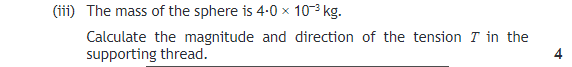 (iii) The mass of the sphere is 4·0 × 10⁻³ kg.
Calculate the magnitude and direction of the tension T in the
supporting thread. 4